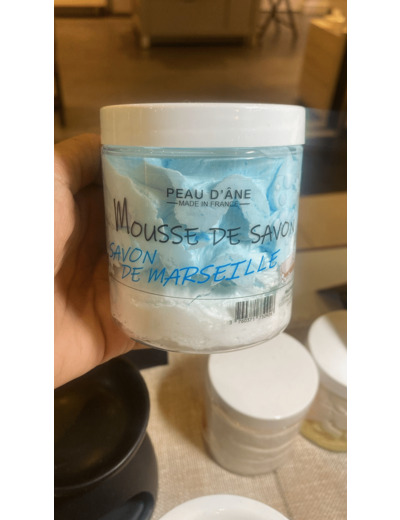 PEAU D'ÂNE
MADE IN FRANCE
MOUSSE DE SAVON
SAVON
DE MARSEILLE